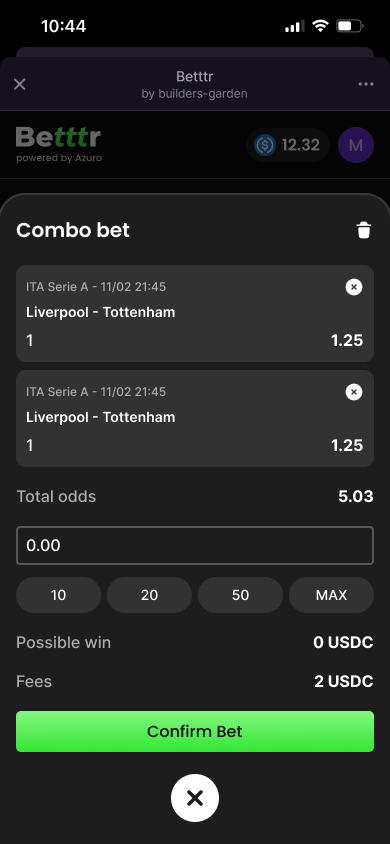 10:44
Betttr
by builders-garden
Betttr
powered by Azuro
12.32
M
Combo bet
ITA Serie A - 11/02 21:45
Liverpool - Tottenham
1
1.25
ITA Serie A - 11/02 21:45
Liverpool - Tottenham
1
1.25
Total odds
5.03
0.00
10
20
50
MAX
Possible win
0 USDC
Fees
2 USDC
Confirm Bet